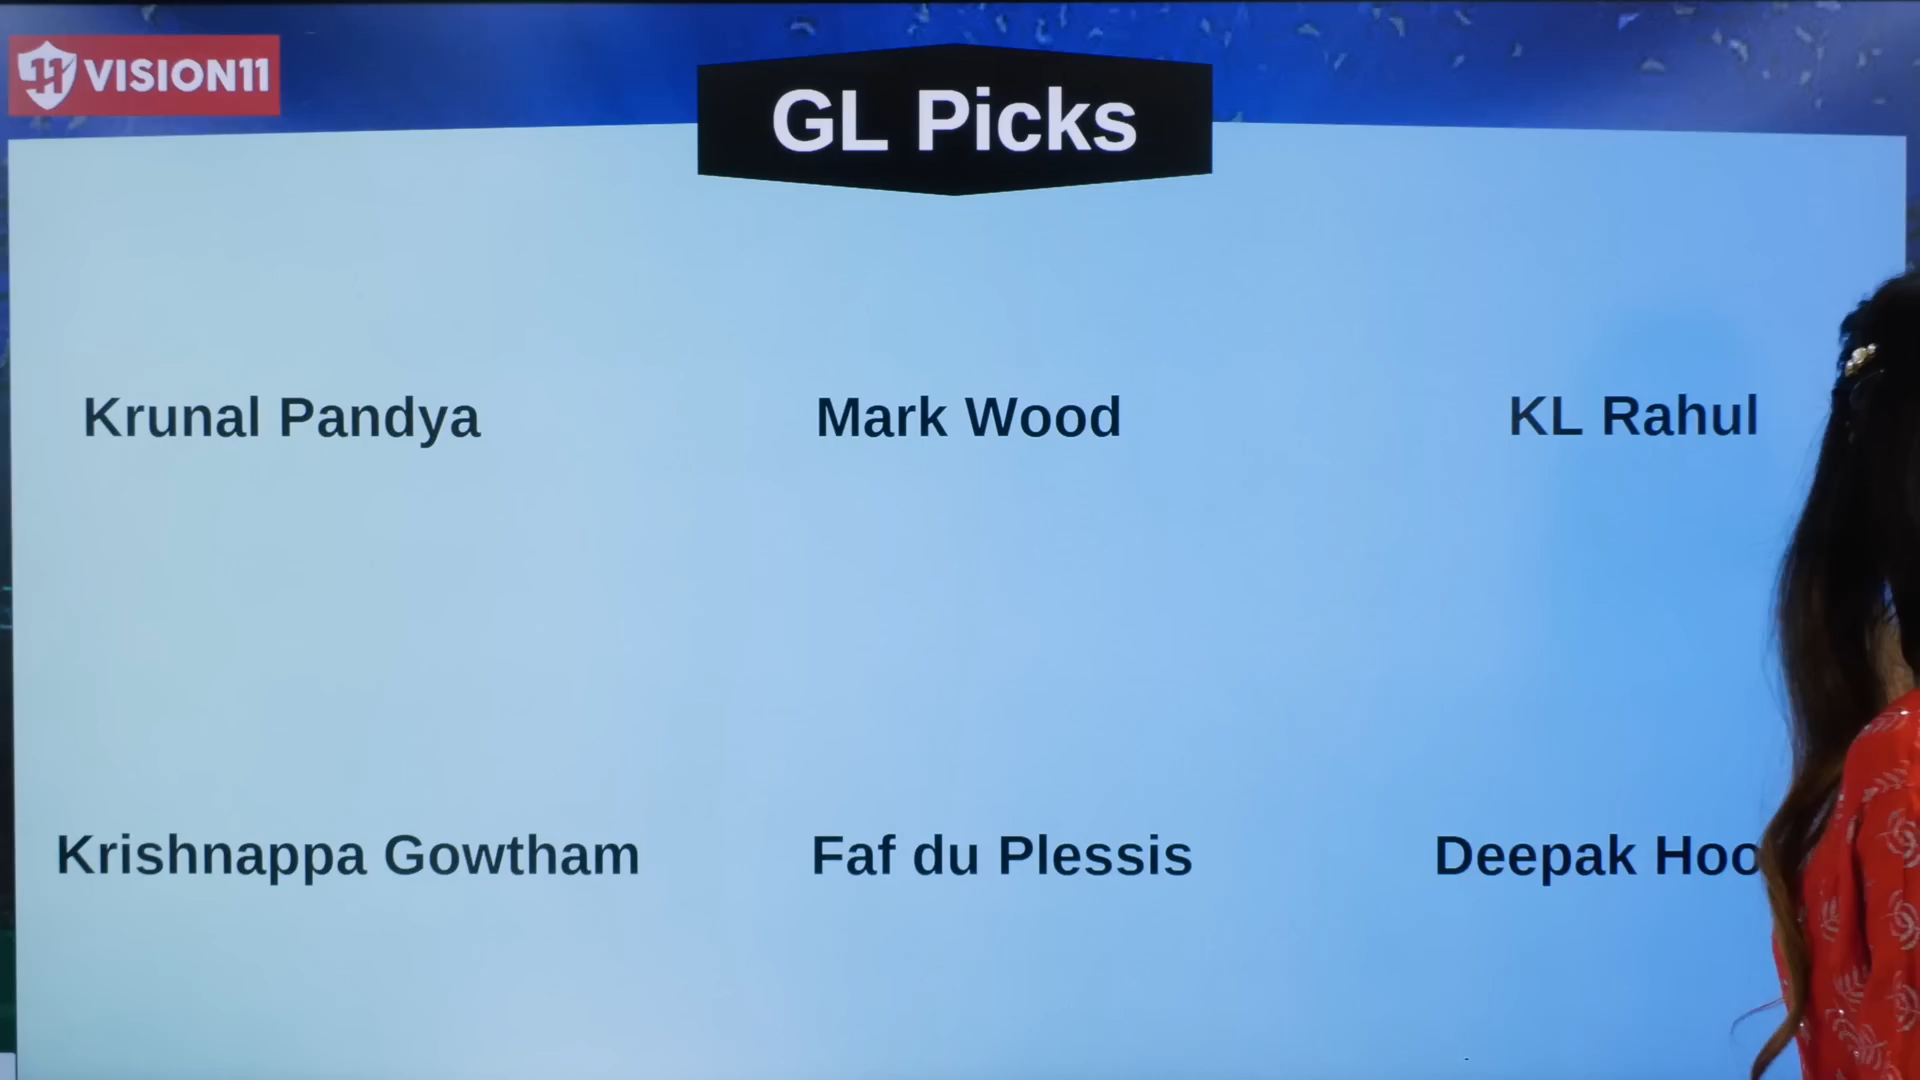 VISION11
GL Picks
Krunal Pandya
Mark Wood
KL Rahul
Krishnappa Gowtham
Faf du Plessis
Deepak Hoo